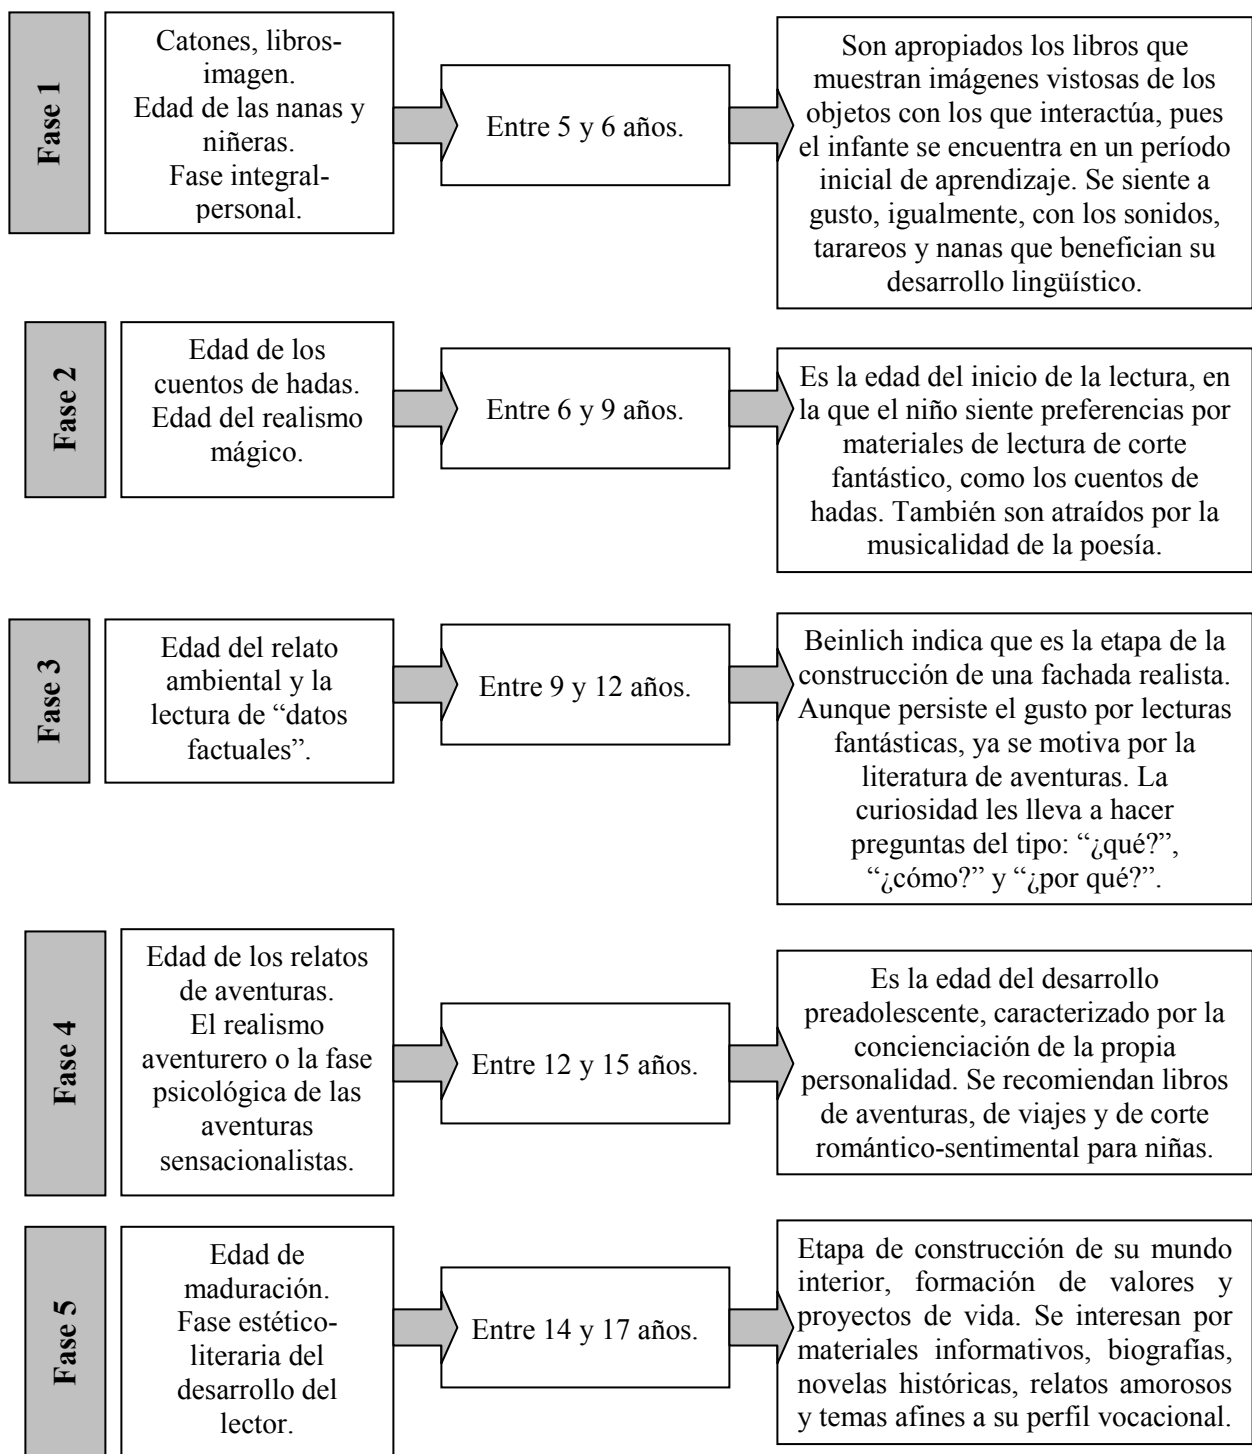 Fase 1
Catones, libros-
imagen.
Edad de las nanas y
niñeras.
Fase integral-
personal.
Entre 5 y 6 años.
Son apropiados los libros que
muestran imágenes vistosas de los
objetos con los que interactúa, pues
el infante se encuentra en un período
inicial de aprendizaje. Se siente a
gusto, igualmente, con los sonidos,
tarareos y nanas que benefician su
desarrollo lingüístico.
Fase 2
Edad de los
cuentos de hadas.
Edad del realismo
mágico.
Entre 6 y 9 años.
Es la edad del inicio de la lectura, en
la que el niño siente preferencias por
materiales de lectura de corte
fantástico, como los cuentos de
hadas. También son atraídos por la
musicalidad de la poesía.
Fase 3
Edad del relato
ambiental y la
lectura de “datos
factuales”.
Entre 9 y 12 años.
Beinlich indica que es la etapa de la
construcción de una fachada realista.
Aunque persiste el gusto por lecturas
fantásticas, ya se motiva por la
literatura de aventuras. La
curiosidad les lleva a hacer
preguntas del tipo: “¿qué?”,
“¿cómo?” y “¿por qué?”.
Fase 4
Edad de los relatos
de aventuras.
El realismo
aventurero o la fase
psicológica de las
aventuras
sensacionalistas.
Entre 12 y 15 años.
Es la edad del desarrollo
preadolescente, caracterizado por la
concienciación de la propia
personalidad. Se recomiendan libros
de aventuras, de viajes y de corte
romántico-sentimental para niñas.
Fase 5
Edad de
maduración.
Fase estético-
literaria del
desarrollo del
lector.
Entre 14 y 17 años.
Etapa de construcción de su mundo
interior, formación de valores y
proyectos de vida. Se interesan por
materiales informativos, biografías,
novelas históricas, relatos amorosos
y temas afines a su perfil vocacional.